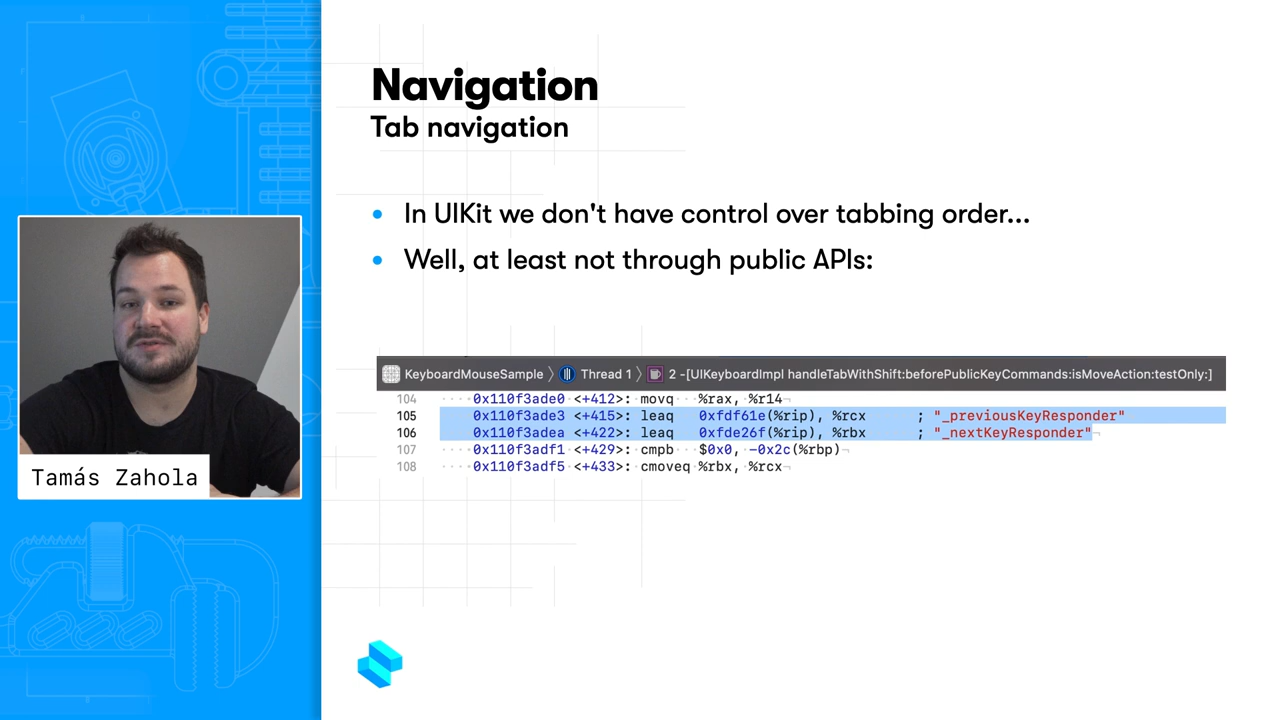 Navigation
Tab navigation
• In UIKit we don't have control over tabbing order...
• Well, at least not through public APIs:
KeyboardMouseSample 〉 Thread 1 〉 2 -[UIKeyboardImpl handleTabWithShift:beforePublicKeyCommands:isMoveAction:testOnly:]
104 ····0x110f3ade0·<+412>:·movq···%rax,·%r14¬
105 ····0x110f3ade3·<+415>:·leaq···0xfdf61e(%rip),·%rcx ; "_previousKeyResponder"
106 ····0x110f3adea·<+422>:·leaq···0xfde26f(%rip),·%rbx ; "_nextKeyResponder"¬
107 ····0x110f3adf1·<+429>:·cmpb···$0x0,·-0x2c(%rbp)¬
108 ····0x110f3adf5·<+433>:·cmoveq·%rbx,·%rcx¬
Tamás Zahola